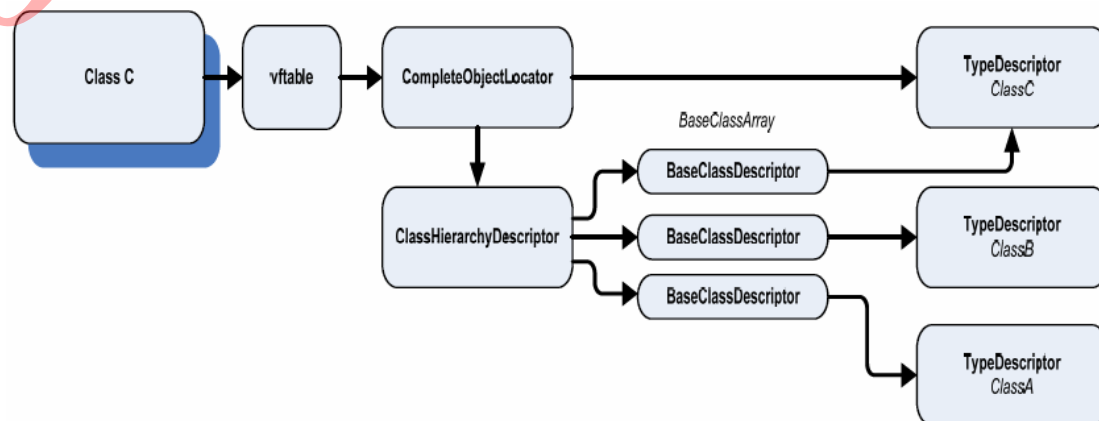 Class C
vftable
CompleteObjectLocator
TypeDescriptor
ClassC
BaseClassArray
BaseClassDescriptor
ClassHierarchyDescriptor
BaseClassDescriptor
TypeDescriptor
ClassB
BaseClassDescriptor
TypeDescriptor
ClassA